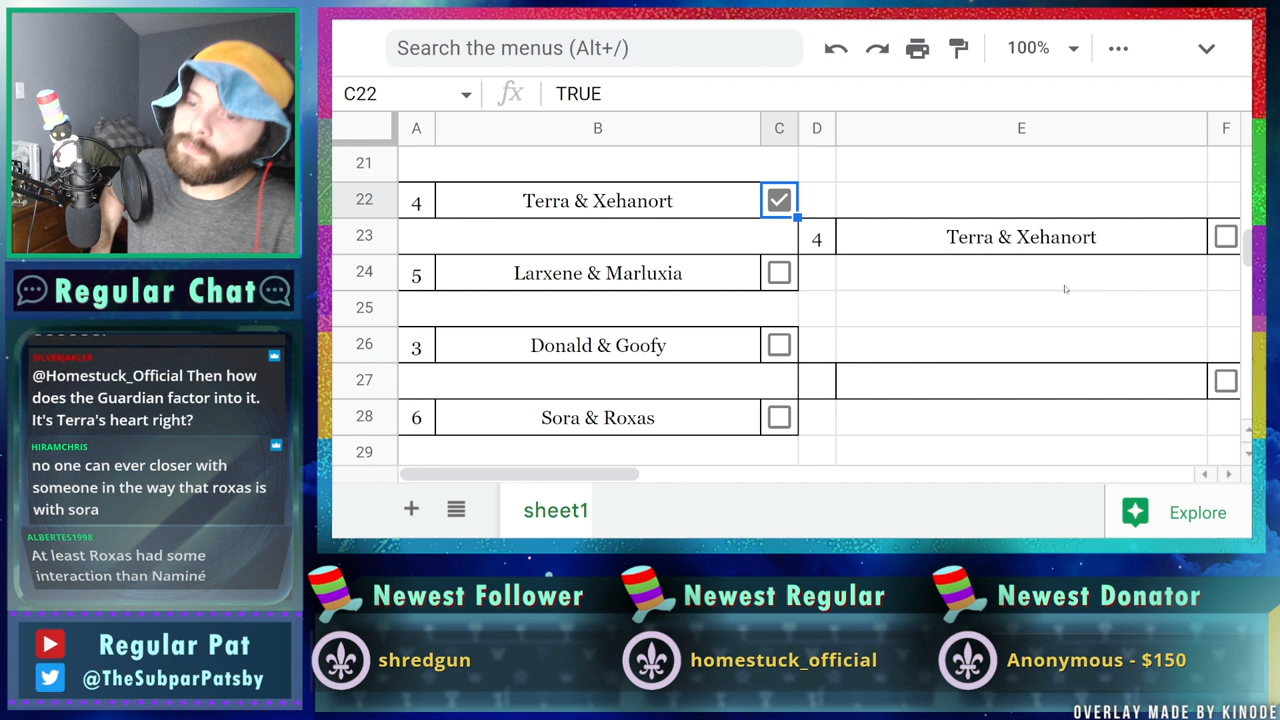 Search the menus (Alt+/)
100%
C22
fx
TRUE
A B C D E F
21
22 4 Terra & Xehanort
23 4 Terra & Xehanort
24 5 Larxene & Marluxia
25
26 3 Donald & Goofy
27
28 6 Sora & Roxas
29
sheet1
Explore
Regular Chat
SILVERJAKLER
@Homestuck_Official Then how
does the Guardian factor into it.
It's Terra's heart right?
HIRAMCHRIS
no one can ever closer with
someone in the way that roxas is
with sora
ALBERTES1998
At least Roxas had some
interaction than Naminé
Regular Pat
@TheSubparPatsby
Newest Follower
shredgun
Newest Regular
homestuck_official
Newest Donator
Anonymous - $150
OVERLAY MADE BY KINODE